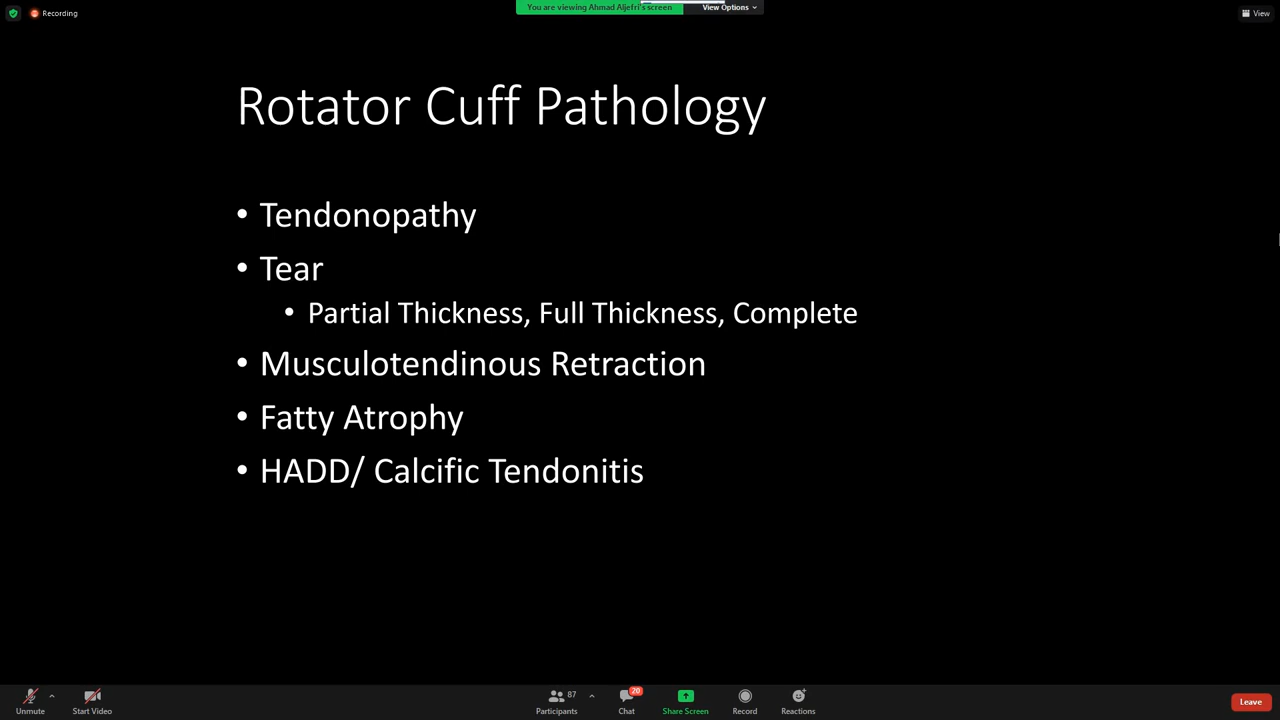 Recording
You are viewing Ahmad Aljefri's screen
View Options
View
Rotator Cuff Pathology
• Tendonopathy
• Tear
• Partial Thickness, Full Thickness, Complete
• Musculotendinous Retraction
• Fatty Atrophy
• HADD/ Calcific Tendonitis
Unmute
Start Video
87
Participants
20
Chat
Share Screen
Record
Reactions
Leave